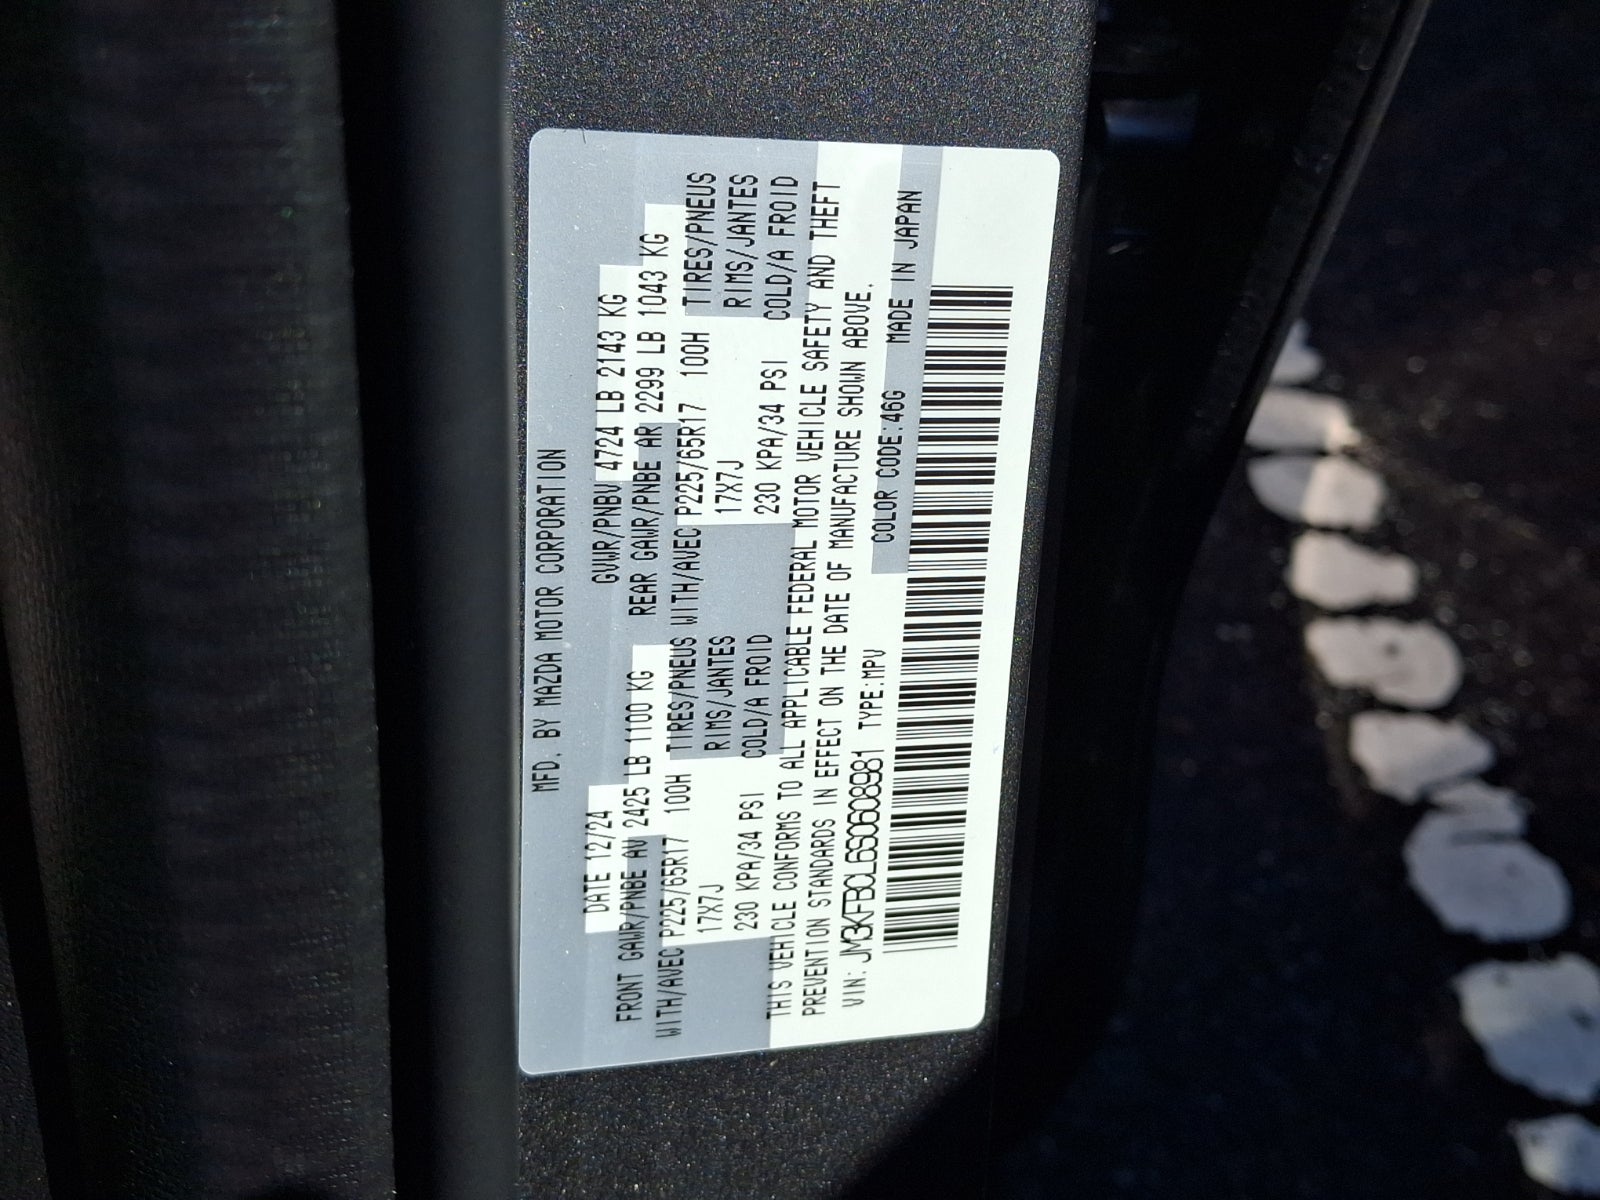 MFD. BY MAZDA MOTOR CORPORATION
DATE 12/24 GVWR/PNBV 4724 LB 2143 KG
FRONT GAWR/PNBE AV 2425 LB 1100 KG REAR GAWR/PNBE AR 2299 LB 1043 KG
WITH/AVEC P225/65R17 100H TIRES/PNEUS WITH/AVEC P225/65R17 100H TIRES/PNEUS
17X7J RIMS/JANTES 17X7J RIMS/JANTES
230 KPA/34 PSI COLD/A FROID 230 KPA/34 PSI COLD/A FROID
THIS VEHICLE CONFORMS TO ALL APPLICABLE FEDERAL MOTOR VEHICLE SAFETY AND THEFT
PREVENTION STANDARDS IN EFFECT ON THE DATE OF MANUFACTURE SHOWN ABOVE.
VIN: JM3KFBCL6S0608981 TYPE:MPV COLOR CODE:46G MADE IN JAPAN